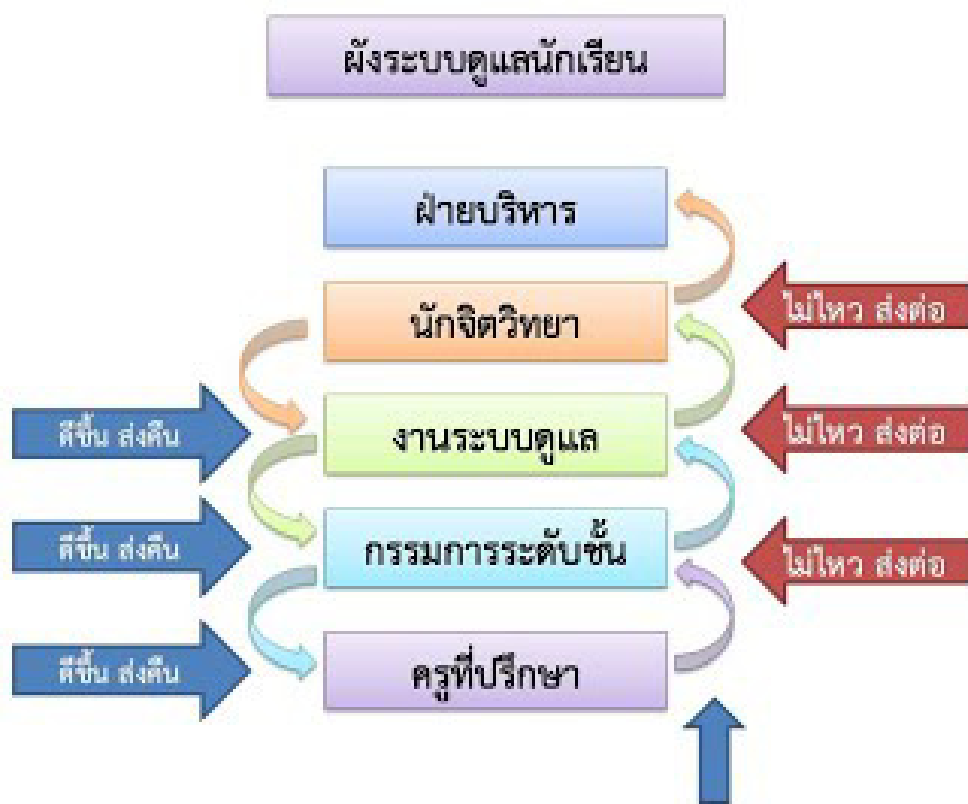 ผังระบบดูแลนักเรียน
ฝ่ายบริหาร
นักจิตวิทยา
ไม่ไหว ส่งต่อ
ดีขึ้น ส่งคืน
งานระบบดูแล
ไม่ไหว ส่งต่อ
ดีขึ้น ส่งคืน
กรรมการระดับชั้น
ไม่ไหว ส่งต่อ
ดีขึ้น ส่งคืน
ครูที่ปรึกษา